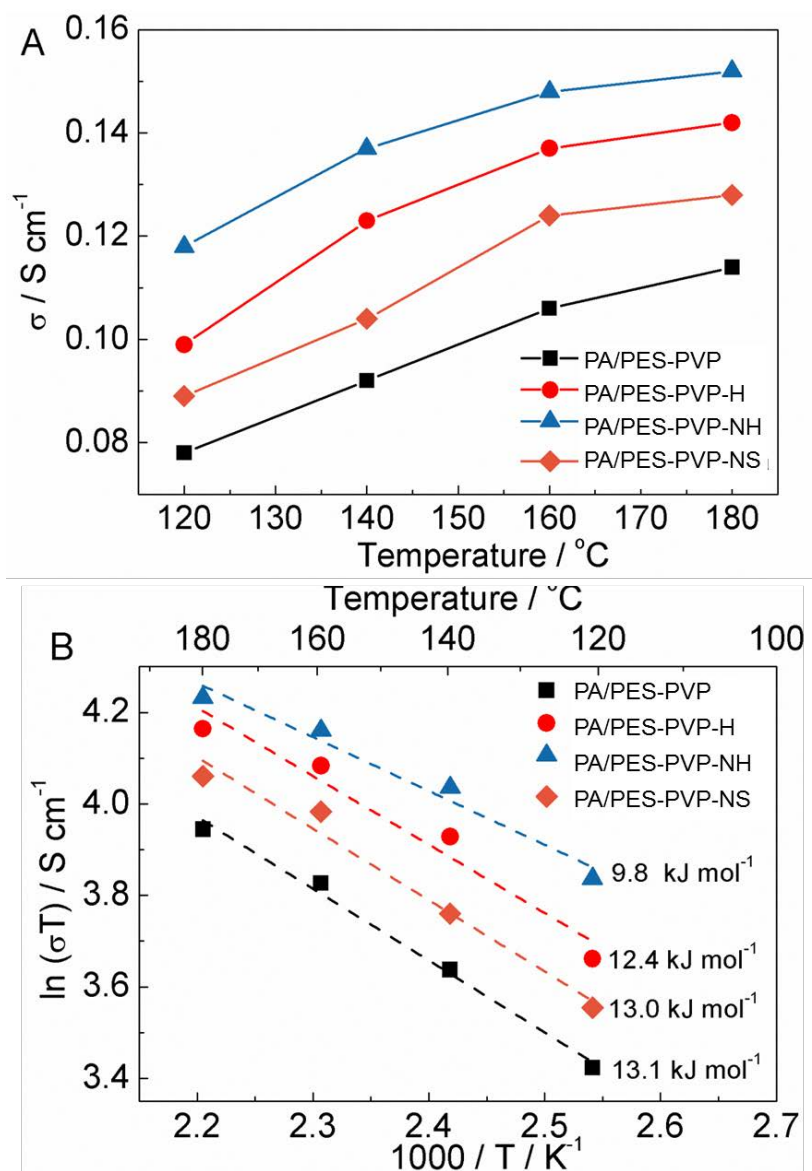 A
0.16
0.14
0.12
0.10
0.08
σ / S cm⁻¹
PA/PES-PVP
PA/PES-PVP-H
PA/PES-PVP-NH
PA/PES-PVP-NS
120 130 140 150 160 170 180
Temperature / °C
Temperature / °C
B
180 160 140 120 100
4.2
4.0
3.8
3.6
3.4
ln (σT) / S cm⁻¹
PA/PES-PVP
PA/PES-PVP-H
PA/PES-PVP-NH
PA/PES-PVP-NS
9.8 kJ mol⁻¹
12.4 kJ mol⁻¹
13.0 kJ mol⁻¹
13.1 kJ mol⁻¹
2.2 2.3 2.4 2.5 2.6 2.7
1000 / T / K⁻¹